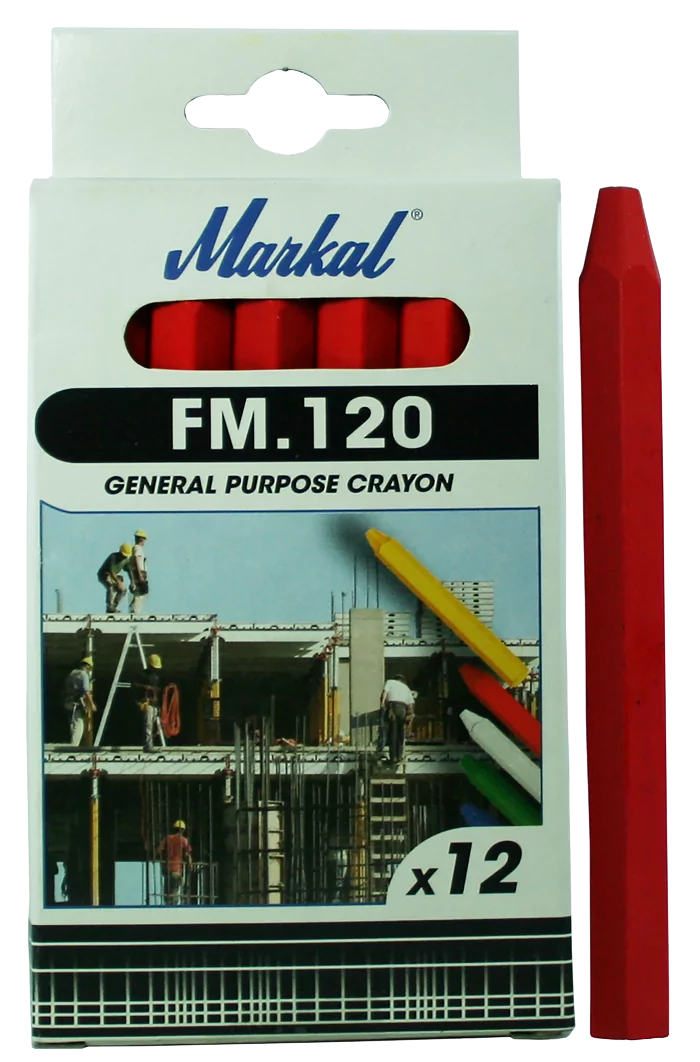 Markal®
FM.120
GENERAL PURPOSE CRAYON
x12